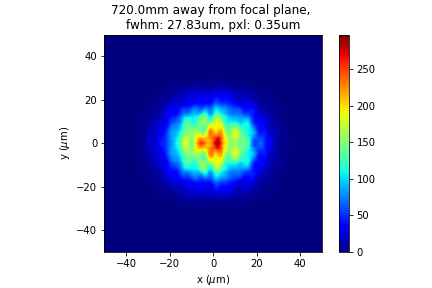 720.0mm away from focal plane,
fwhm: 27.83um, pxl: 0.35um
40
20
0
−20
−40
y (μm)
−40 −20 0 20 40
x (μm)
250
200
150
100
50
0